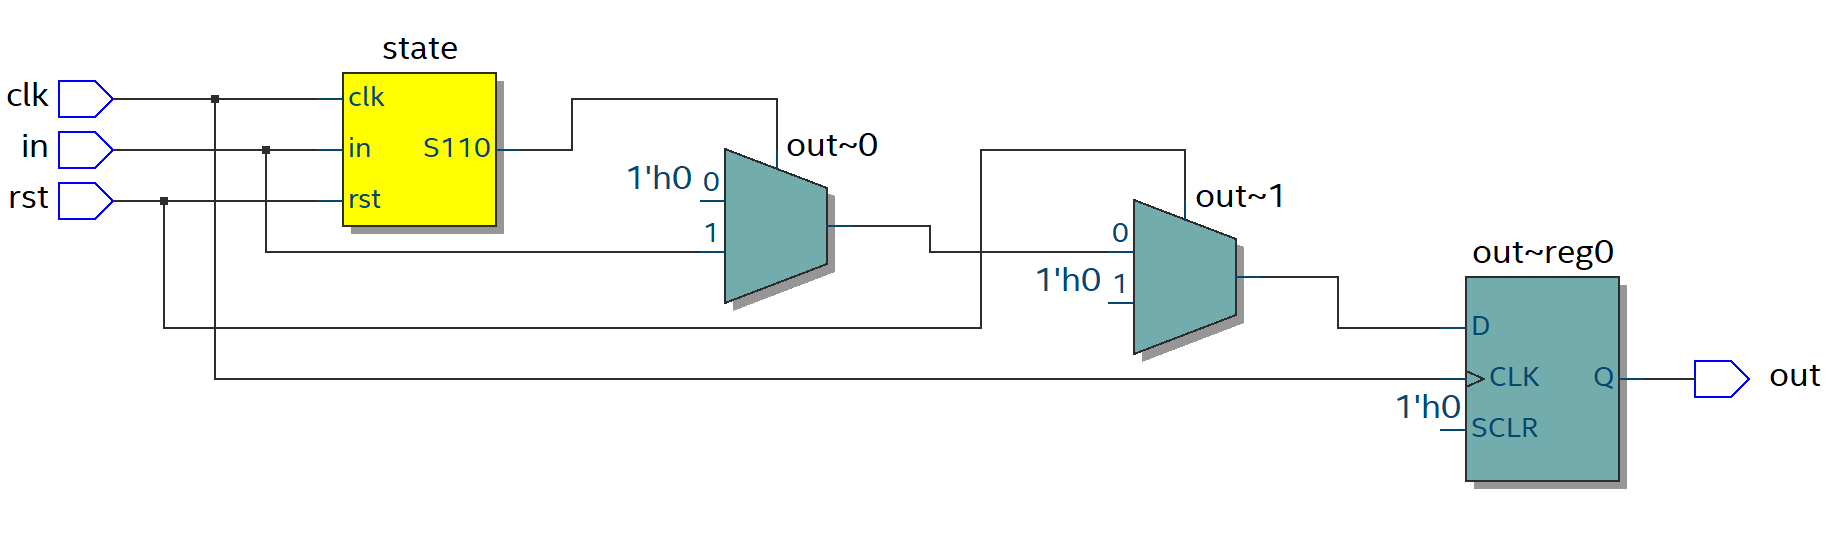 state
clk
in
rst
clk
in
rst
S110
out~0
1'h0
0
1
out~1
0
1'h0
1
out~reg0
D
CLK
1'h0
SCLR
Q
out